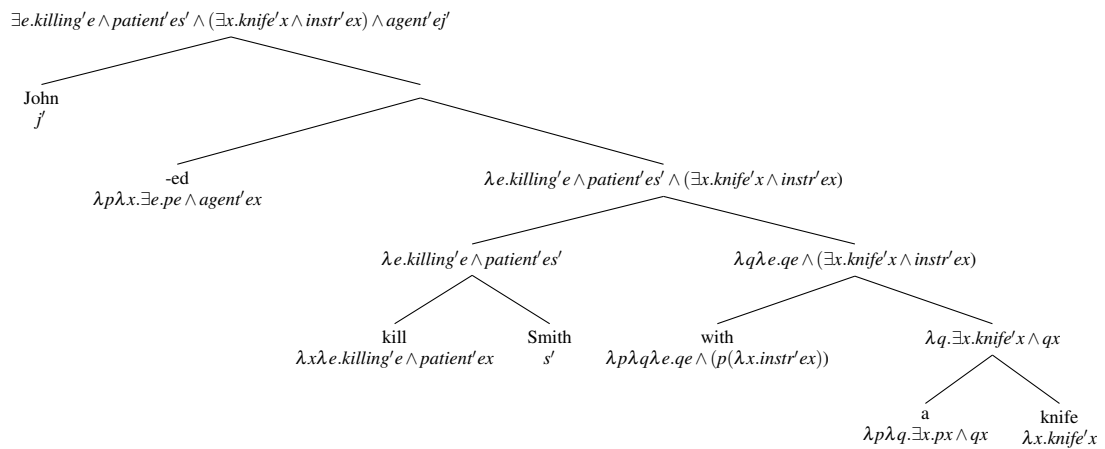 ∃e.killing′e ∧ patient′es′ ∧ (∃x.knife′x ∧ instr′ex) ∧ agent′ej′
John
j′
-ed
λpλx.∃e.pe ∧ agent′ex
λe.killing′e ∧ patient′es′ ∧ (∃x.knife′x ∧ instr′ex)
λe.killing′e ∧ patient′es′
λqλe.qe ∧ (∃x.knife′x ∧ instr′ex)
kill
λxλe.killing′e ∧ patient′ex
Smith
s′
with
λpλqλe.qe ∧ (p(λx.instr′ex))
λq.∃x.knife′x ∧ qx
a
λpλq.∃x.px ∧ qx
knife
λx.knife′x